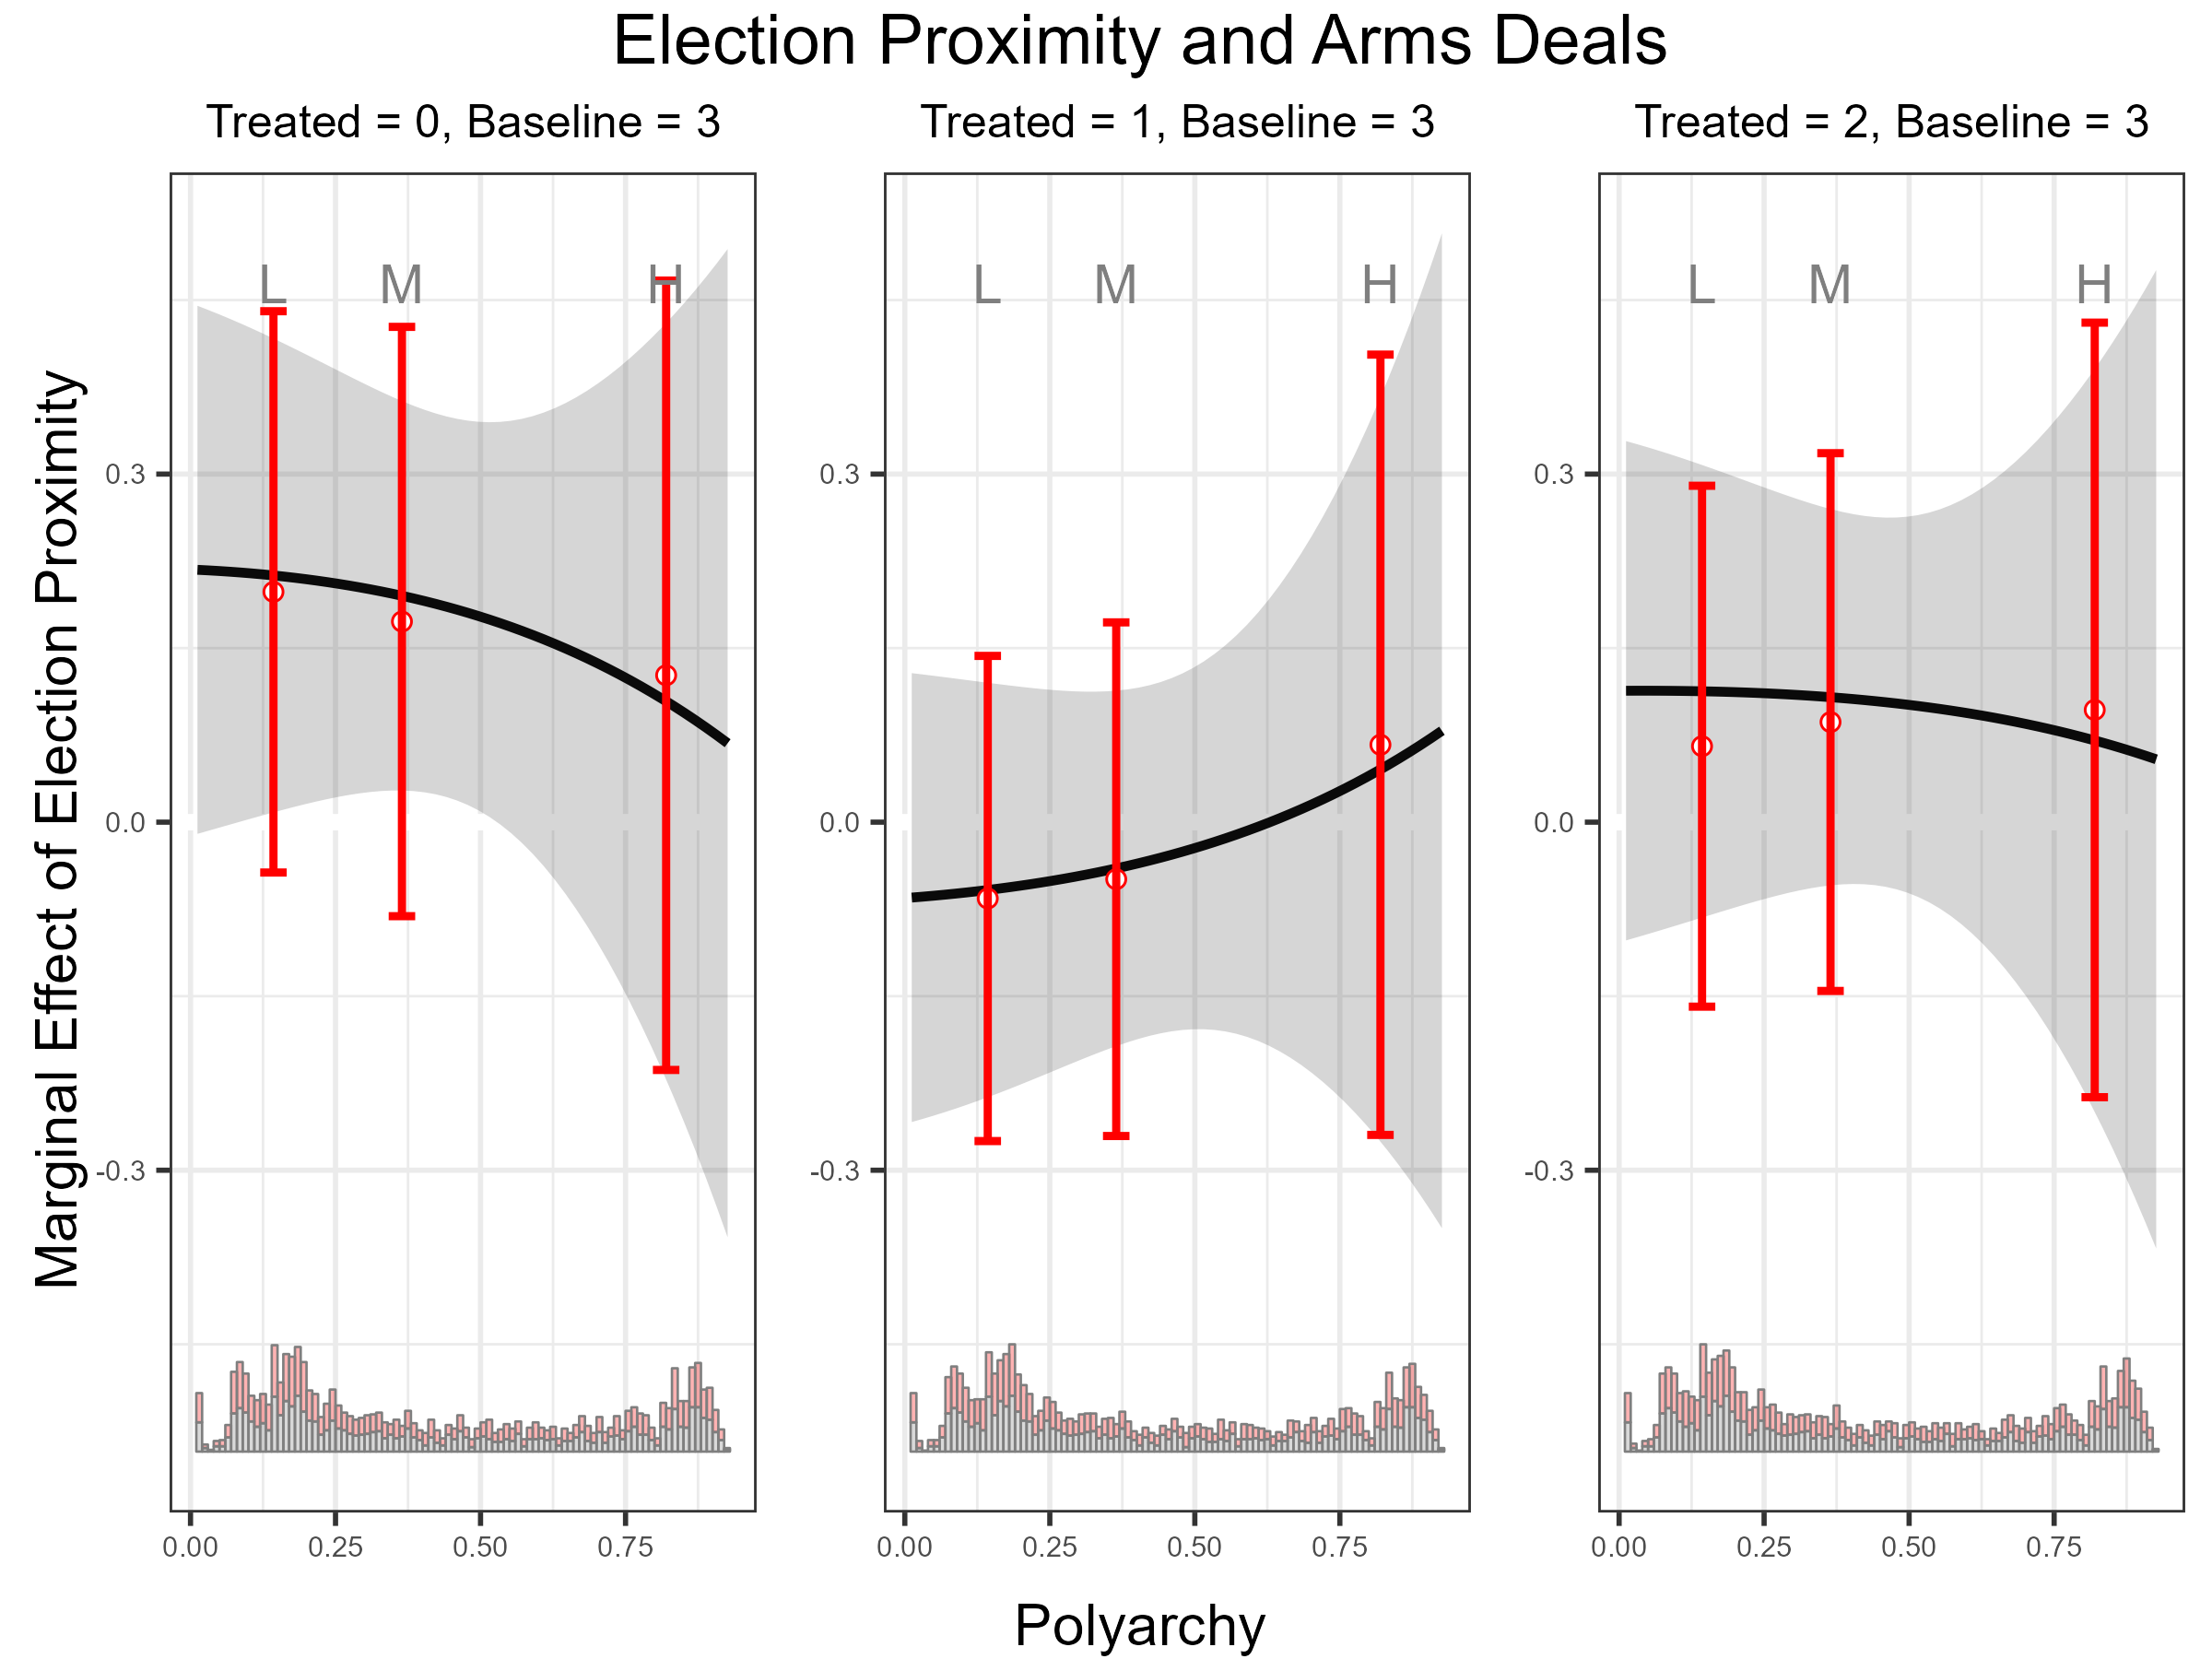 Election Proximity and Arms Deals
Treated = 0, Baseline = 3
Treated = 1, Baseline = 3
Treated = 2, Baseline = 3
Marginal Effect of Election Proximity
L M H
0.3
0.0
-0.3
0.00 0.25 0.50 0.75
L M H
0.3
0.0
-0.3
0.00 0.25 0.50 0.75
L M H
0.3
0.0
-0.3
0.00 0.25 0.50 0.75
Polyarchy